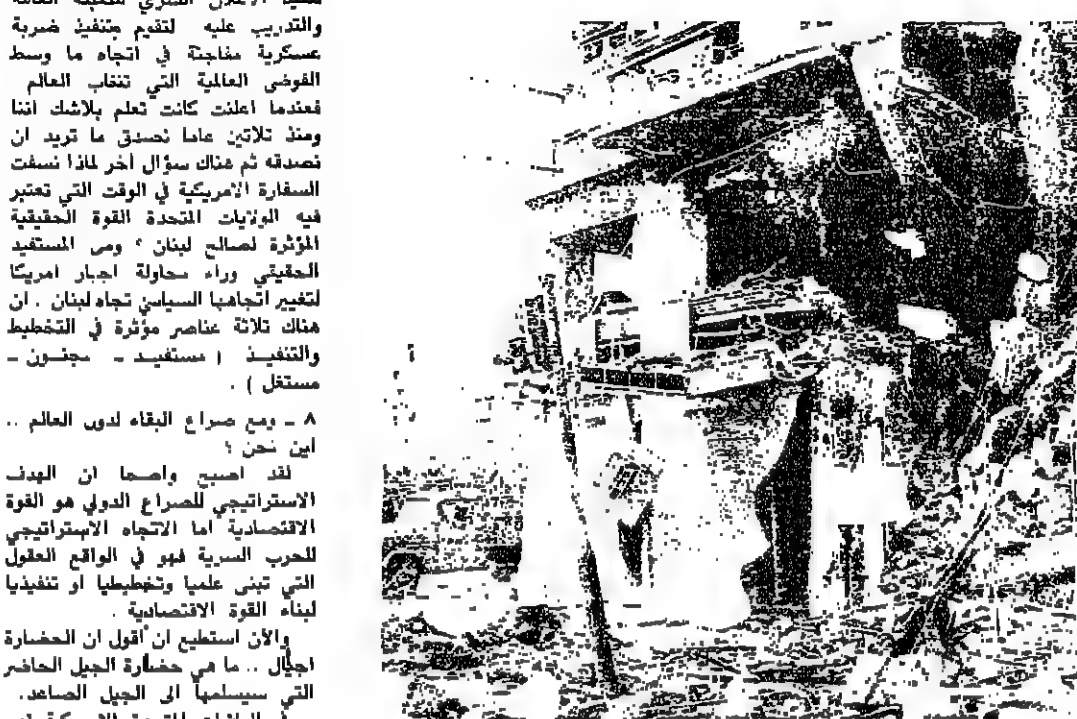 والتدريب عليه لتقوم بتنفيذ ضربة
عسكرية مفاجئة في اتجاه ما وسط
الفوضى العالمية التي تنتاب العالم
فعندما اعلنت كانت تعلم بلاشك اننا
ومنذ ثلاثين عاما نصدق ما تريد ان
نصدقه ثم هناك سؤال آخر لماذا نسفت
السفارة الامريكية في الوقت التي تعتبر
فيه الولايات المتحدة القوة الحقيقية
المؤثرة لصالح لبنان ؟ ومن المستفيد
الحقيقي وراء محاولة اجبار امريكا
لتغيير اتجاهها السياسي تجاه لبنان . ان
هناك ثلاثة عناصر مؤثرة في التخطيط
والتنفيذ ( مستفيد ـ مجنون ـ
مستغل ) .
٨ ـ ومع صراع البقاء لدول العالم ..
اين نحن ؟
لقد اصبح واضحا ان الهدف
الاستراتيجي للصراع الدولي هو القوة
الاقتصادية اما الاتجاه الاستراتيجي
للحرب السرية فهو في الواقع العقول
التي تبنى علميا وتخطيطيا او تنفيذيا
لبناء القوة الاقتصادية .
والآن استطيع ان اقول ان الحضارة
اجيال .. ما هي حضارة الجيل الحاضر
التي سيسلمها الى الجيل الصاعد .